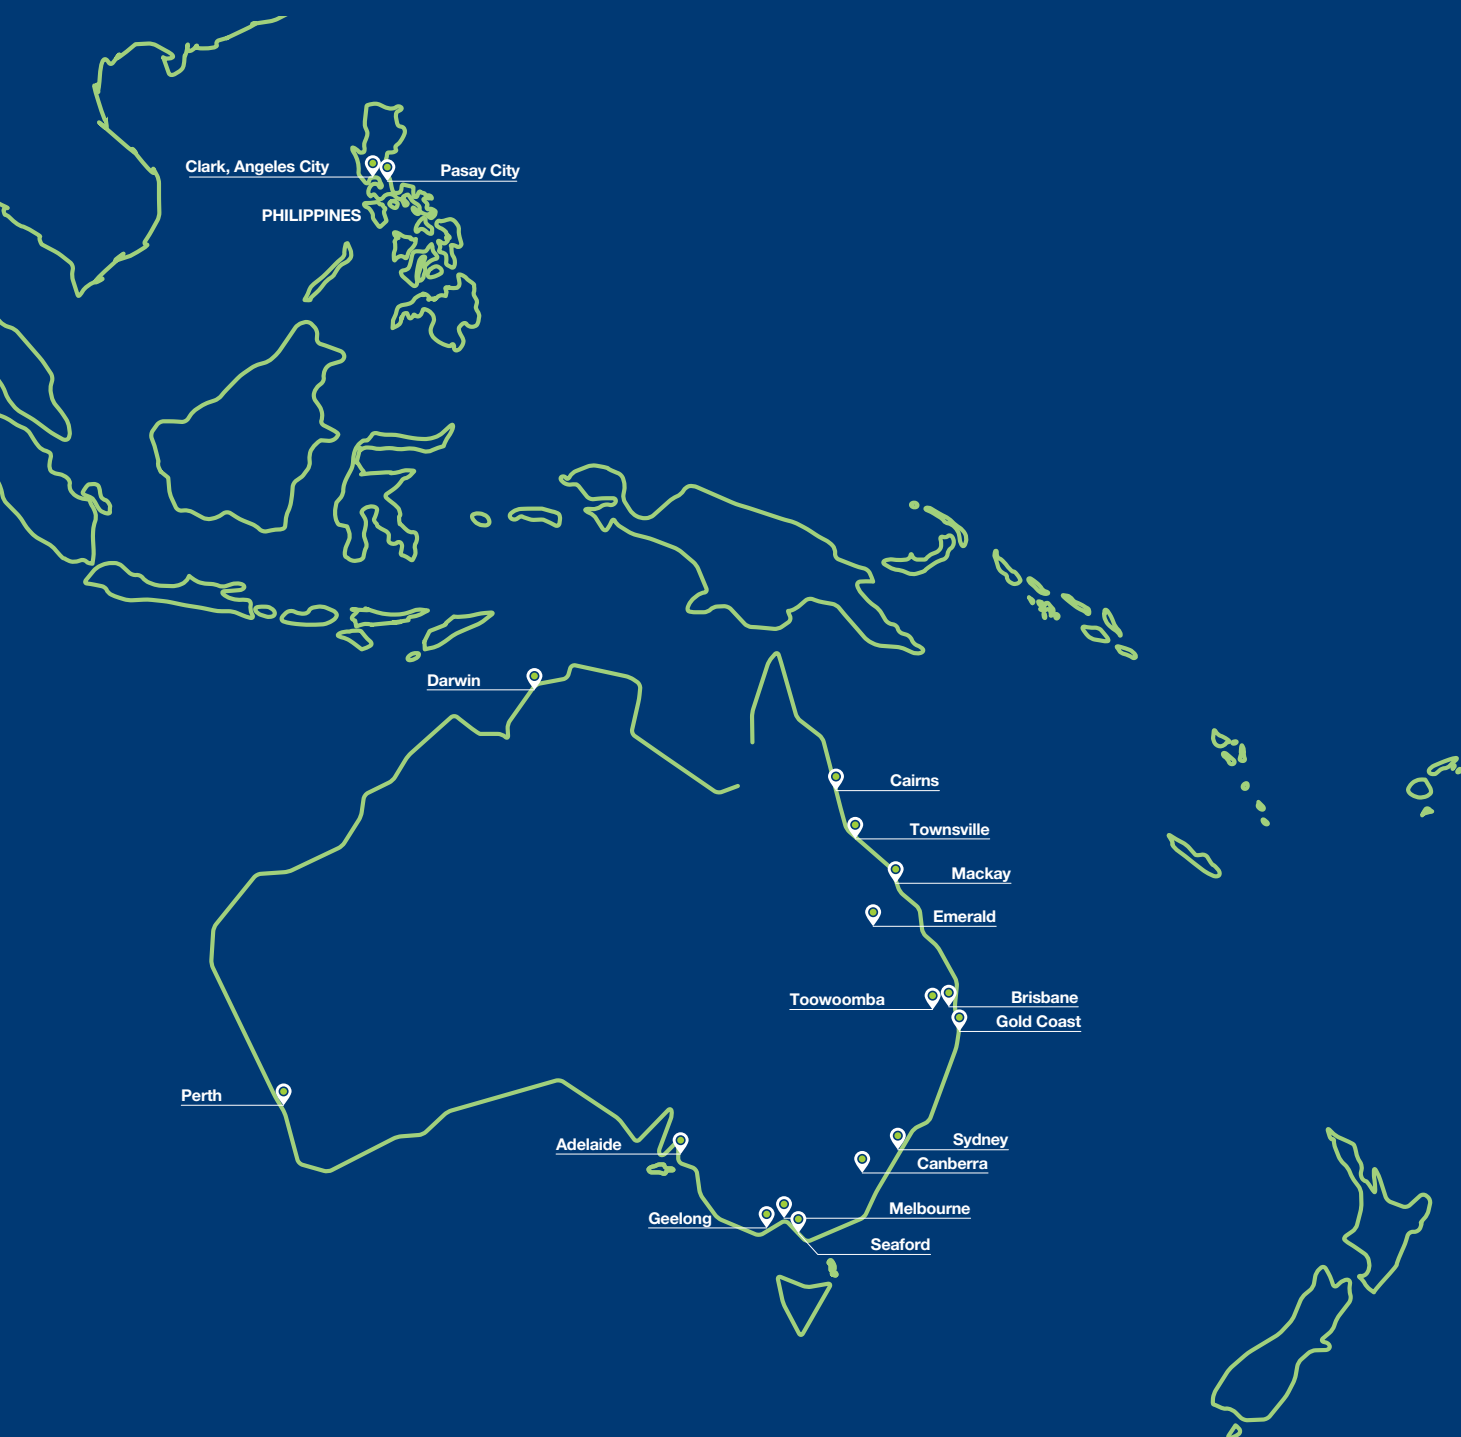 Clark, Angeles City
Pasay City
PHILIPPINES
Darwin
Cairns
Townsville
Mackay
Emerald
Toowoomba
Brisbane
Gold Coast
Perth
Adelaide
Sydney
Canberra
Geelong
Melbourne
Seaford